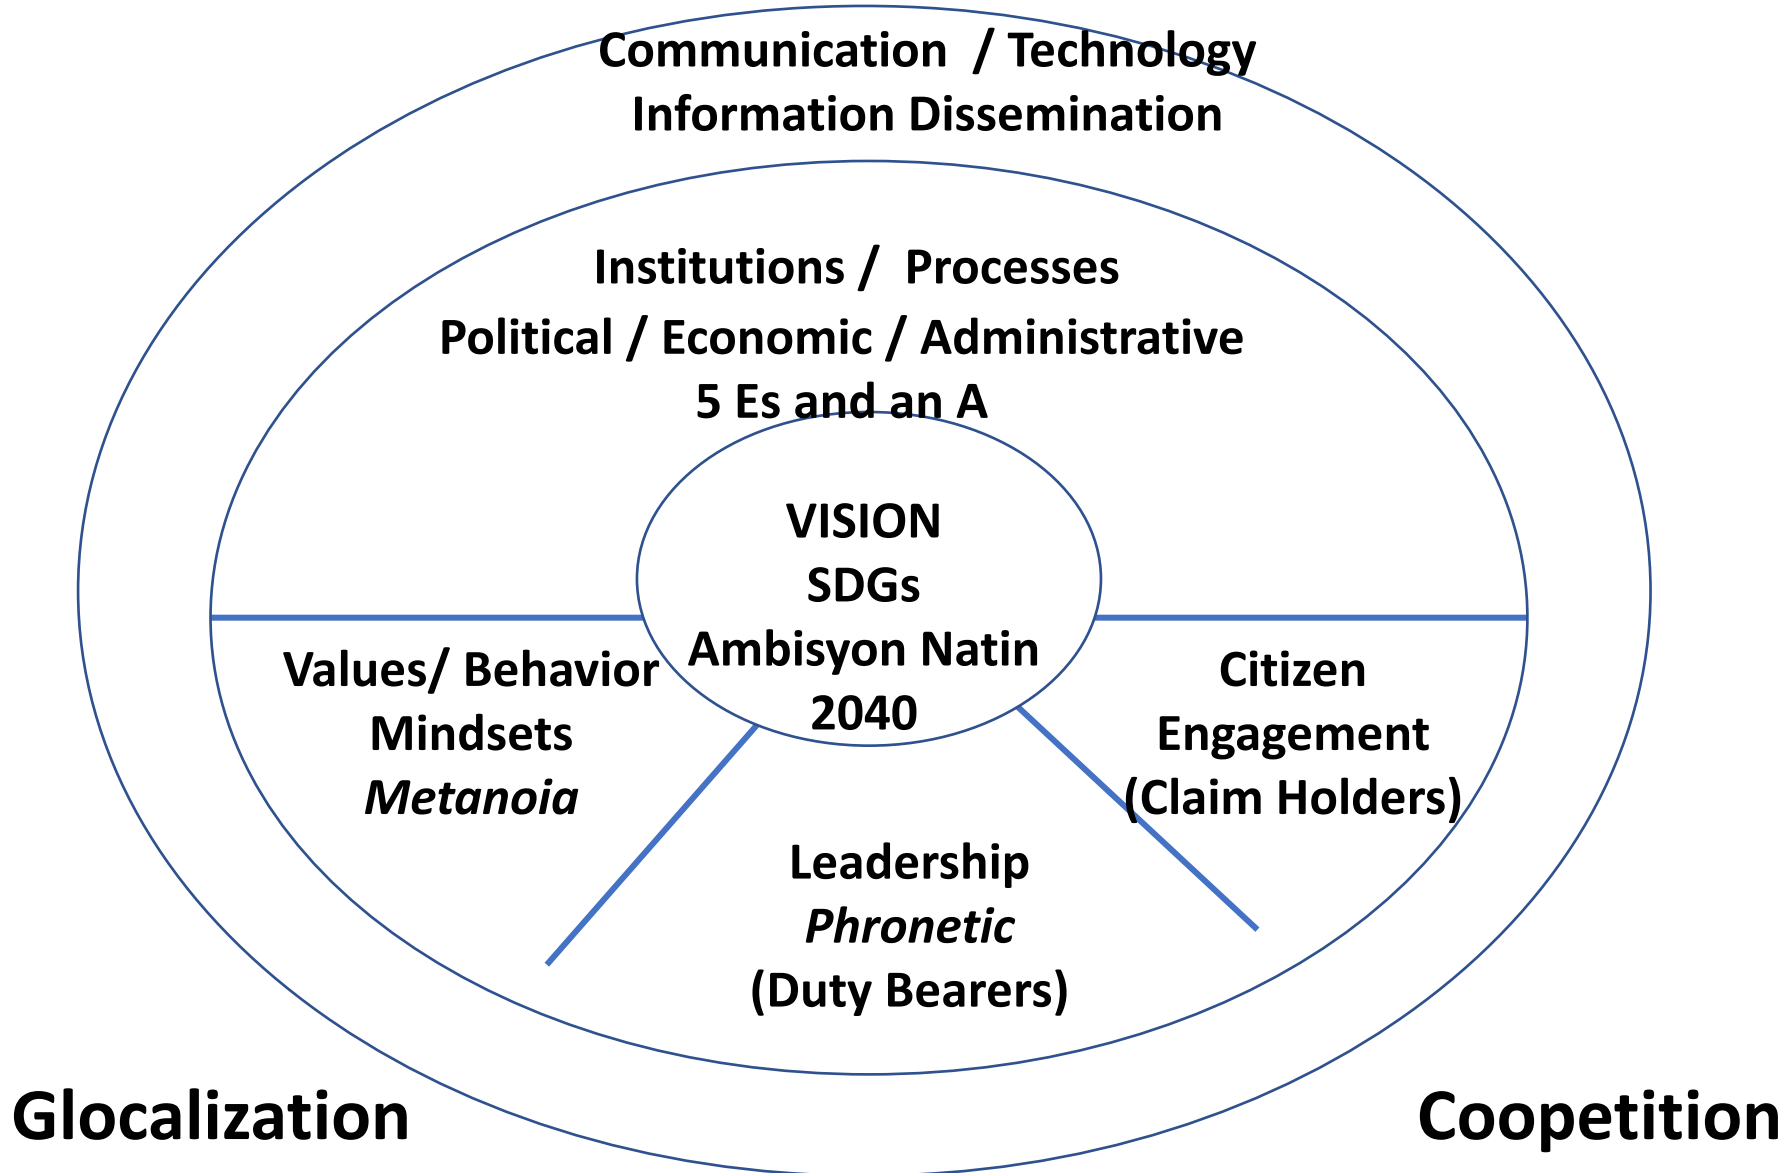 Communication / Technology
Information Dissemination
Institutions / Processes
Political / Economic / Administrative
5 Es and an A
VISION
SDGs
Ambisyon Natin
2040
Values/ Behavior
Mindsets
Metanoia
Citizen
Engagement
(Claim Holders)
Leadership
Phronetic
(Duty Bearers)
Glocalization
Coopetition